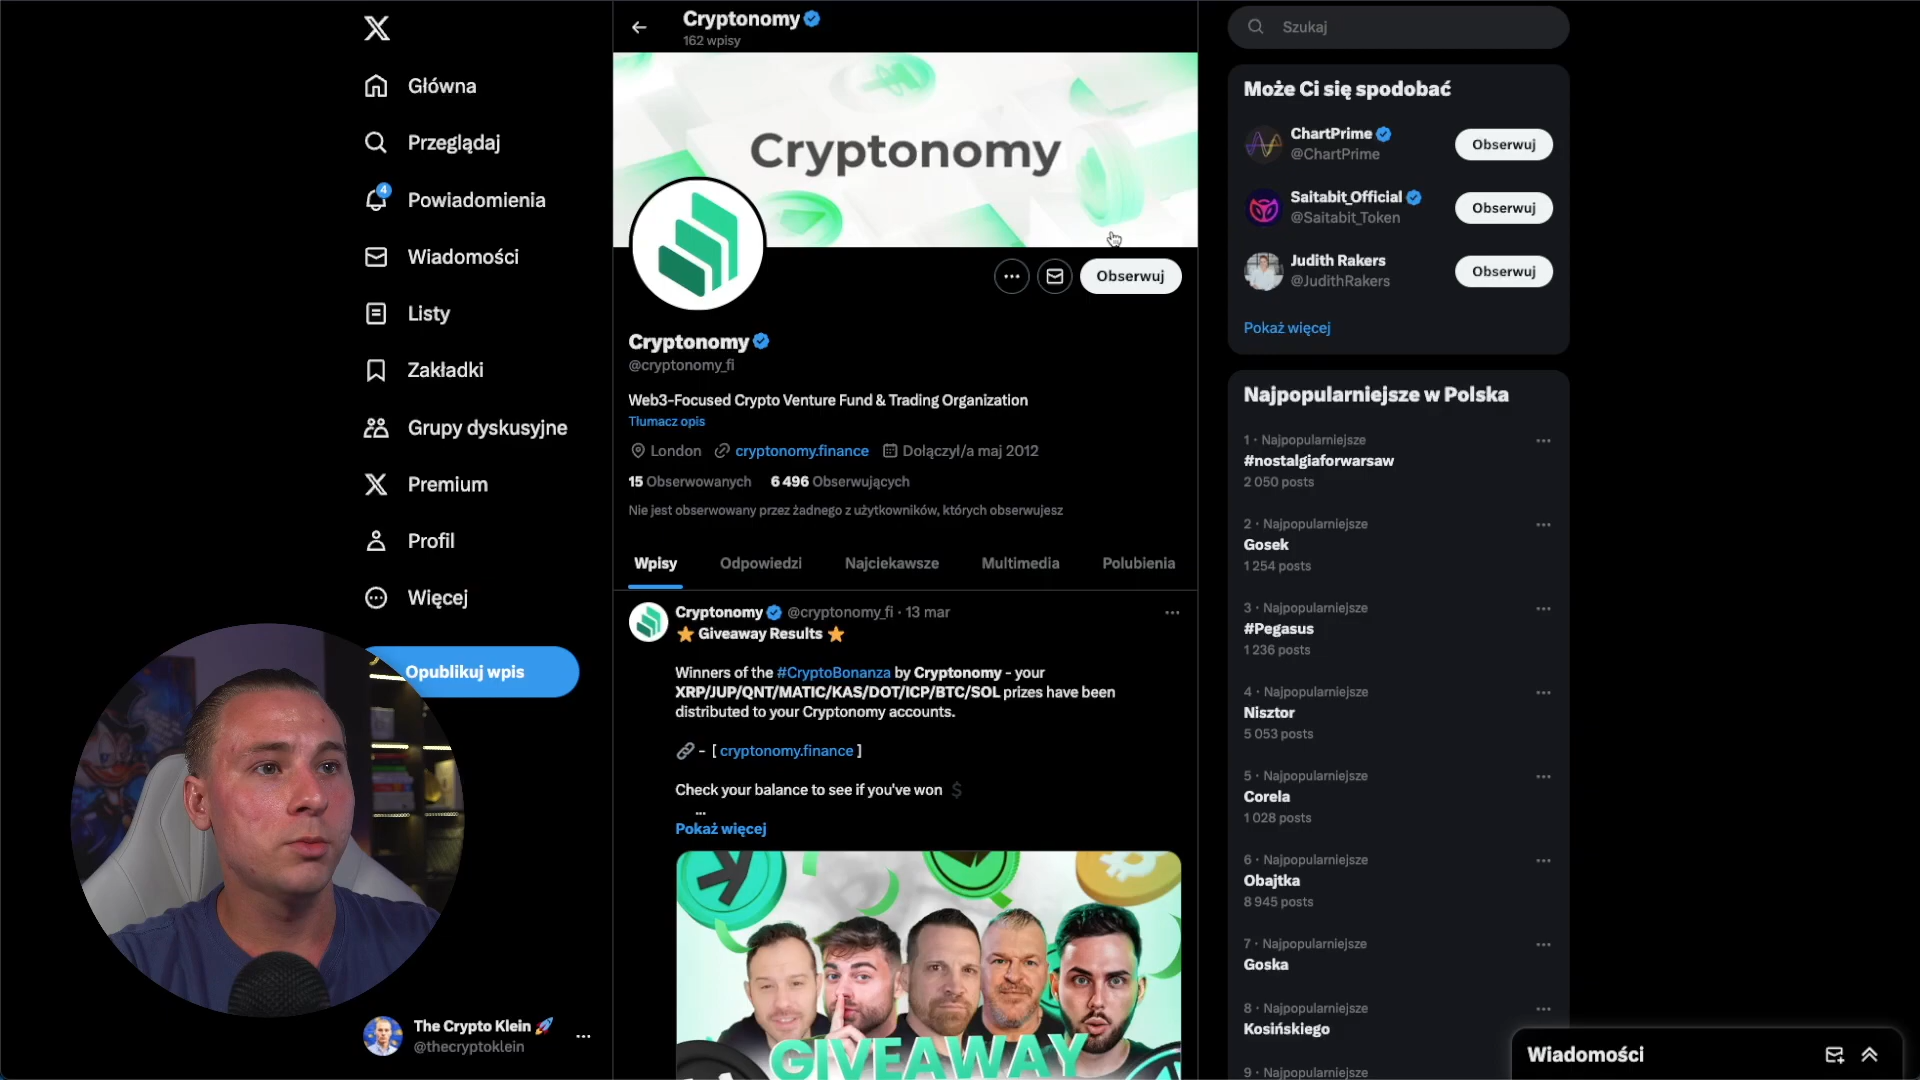 Główna
Przeglądaj
4
Powiadomienia
Wiadomości
Listy
Zakładki
Grupy dyskusyjne
Premium
Profil
Więcej
Opublikuj wpis
The Crypto Klein 🚀
@thecryptoklein
Cryptonomy
162 wpisy
Cryptonomy
Obserwuj
Cryptonomy
@cryptonomy_fi
Web3-Focused Crypto Venture Fund & Trading Organization
Tłumacz opis
London cryptonomy.finance Dołączył/a maj 2012
15 Obserwowanych 6 496 Obserwujących
Nie jest obserwowany przez żadnego z użytkowników, których obserwujesz
Wpisy Odpowiedzi Najciekawsze Multimedia Polubienia
Cryptonomy @cryptonomy_fi · 13 mar
⭐ Giveaway Results ⭐
Winners of the #CryptoBonanza by Cryptonomy - your
XRP/JUP/QNT/MATIC/KAS/DOT/ICP/BTC/SOL prizes have been
distributed to your Cryptonomy accounts.
🔗 - [ cryptonomy.finance ]
Check your balance to see if you've won 💲
...
Pokaż więcej
GIVEAWAY
Szukaj
Może Ci się spodobać
ChartPrime
@ChartPrime
Obserwuj
Saitabit_Official
@Saitabit_Token
Obserwuj
Judith Rakers
@JudithRakers
Obserwuj
Pokaż więcej
Najpopularniejsze w Polska
1 · Najpopularniejsze
#nostalgiaforwarsaw
2 050 posts
2 · Najpopularniejsze
Gosek
1 254 posts
3 · Najpopularniejsze
#Pegasus
1 236 posts
4 · Najpopularniejsze
Nisztor
5 053 posts
5 · Najpopularniejsze
Corela
1 028 posts
6 · Najpopularniejsze
Obajtka
8 945 posts
7 · Najpopularniejsze
Goska
8 · Najpopularniejsze
Kosińskiego
9 · Najpopularniejsze
Wiadomości